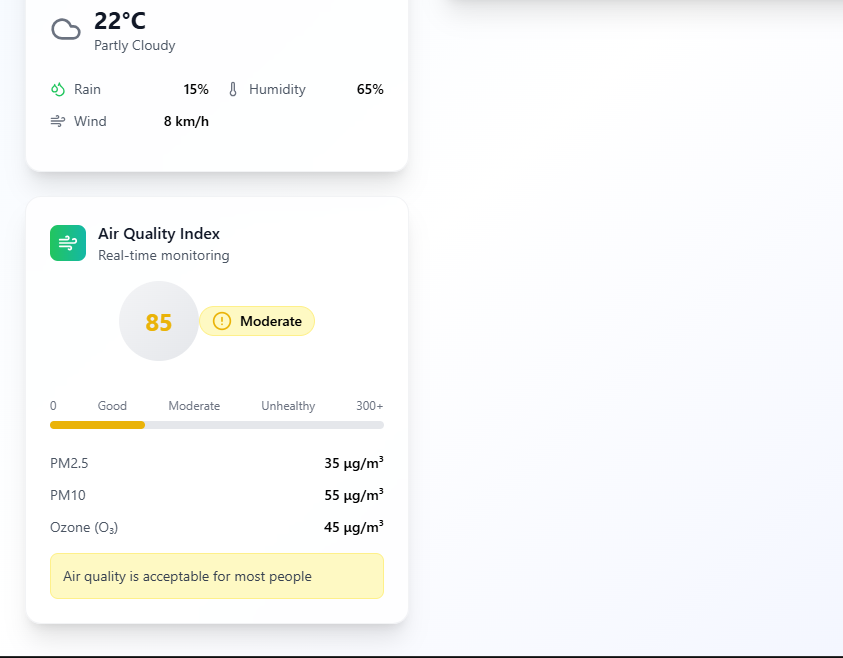 22°C
Partly Cloudy
Rain 15% Humidity 65%
Wind 8 km/h
Air Quality Index
Real-time monitoring
85 Moderate
0 Good Moderate Unhealthy 300+
PM2.5 35 µg/m³
PM10 55 µg/m³
Ozone (O₃) 45 µg/m³
Air quality is acceptable for most people